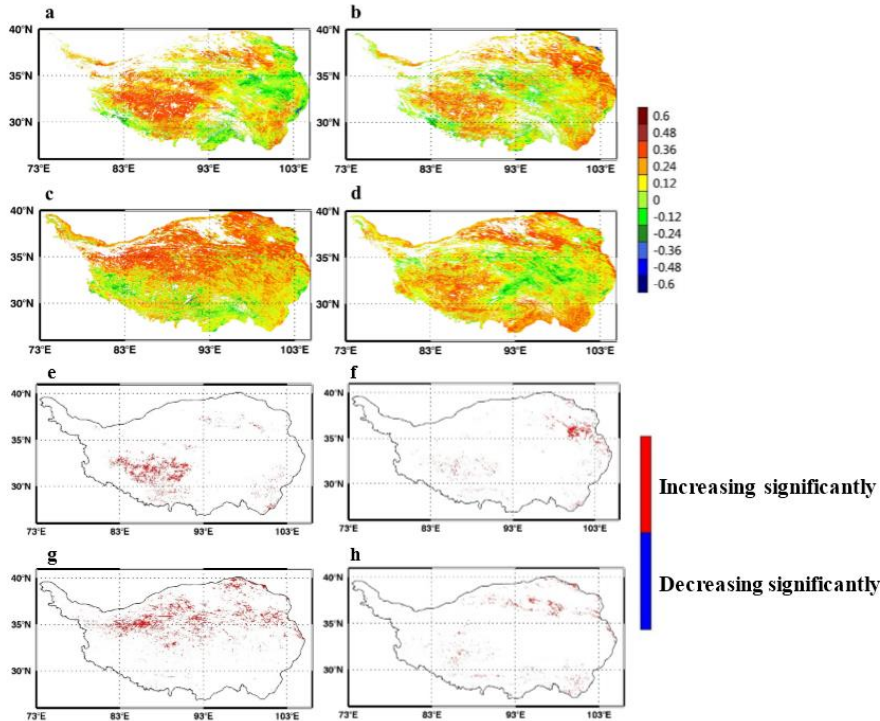 a
b
40°N
35°N
30°N
73°E
83°E
93°E
103°E
40°N
35°N
30°N
73°E
83°E
93°E
103°E
0.6
0.48
0.36
0.24
0.12
0
-0.12
-0.24
-0.36
-0.48
-0.6
c
d
40°N
35°N
30°N
73°E
83°E
93°E
103°E
40°N
35°N
30°N
73°E
83°E
93°E
103°E
e
f
40°N
35°N
30°N
73°E
83°E
93°E
103°E
40°N
35°N
30°N
73°E
83°E
93°E
103°E
Increasing significantly
Decreasing significantly
g
h
40°N
35°N
30°N
73°E
83°E
93°E
103°E
40°N
35°N
30°N
73°E
83°E
93°E
103°E